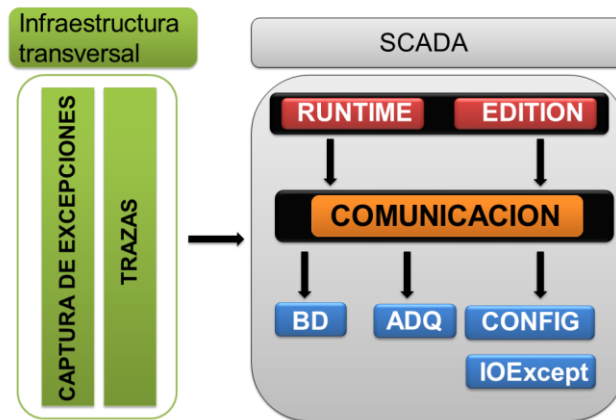 Infraestructura
transversal
SCADA
CAPTURA DE EXCEPCIONES
TRAZAS
RUNTIME
EDITION
COMUNICACION
BD
ADQ
CONFIG
IOExcept